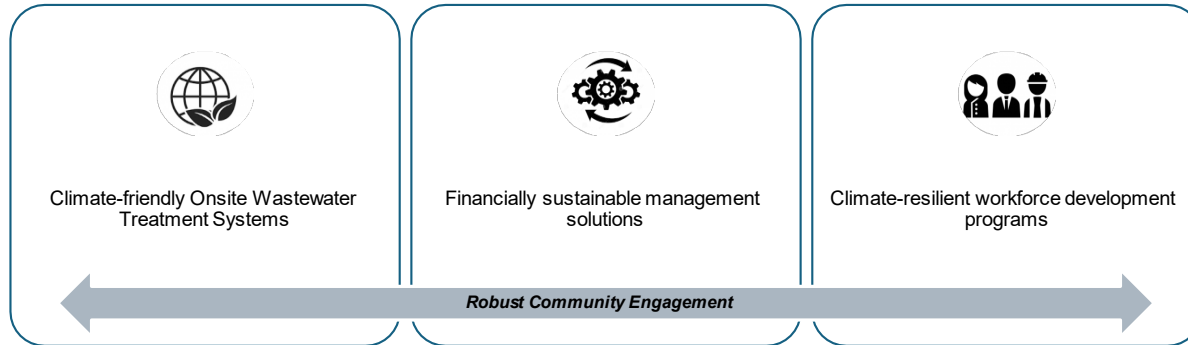 Climate-friendly Onsite Wastewater
Treatment Systems
Financially sustainable management
solutions
Climate-resilient workforce development
programs
Robust Community Engagement